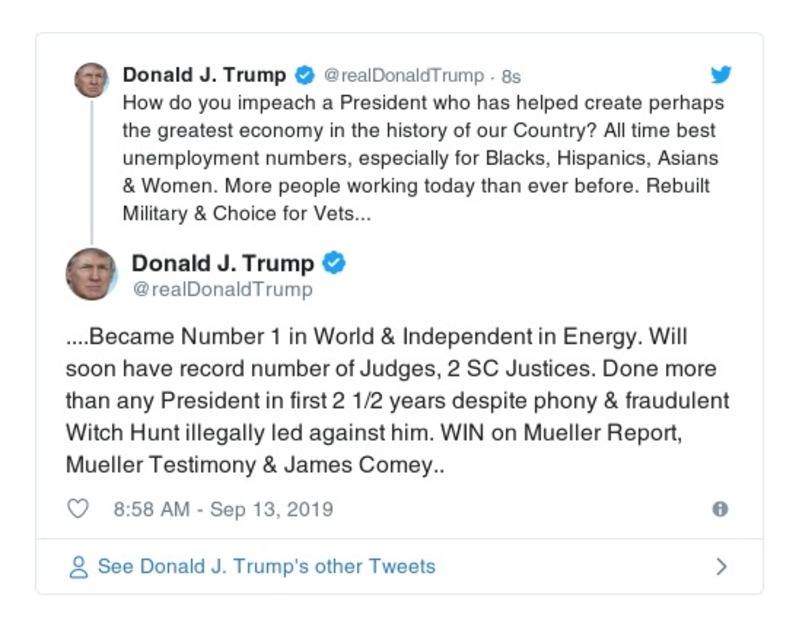 Donald J. Trump @realDonaldTrump · 8s
How do you impeach a President who has helped create perhaps
the greatest economy in the history of our Country? All time best
unemployment numbers, especially for Blacks, Hispanics, Asians
& Women. More people working today than ever before. Rebuilt
Military & Choice for Vets...
Donald J. Trump
@realDonaldTrump
....Became Number 1 in World & Independent in Energy. Will
soon have record number of Judges, 2 SC Justices. Done more
than any President in first 2 1/2 years despite phony & fraudulent
Witch Hunt illegally led against him. WIN on Mueller Report,
Mueller Testimony & James Comey..
8:58 AM - Sep 13, 2019
See Donald J. Trump's other Tweets